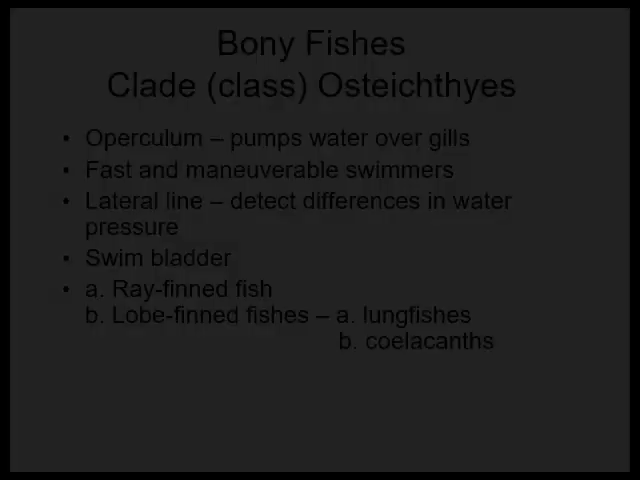 Bony Fishes
Clade (class) Osteichthyes
• Operculum – pumps water over gills
• Fast and maneuverable swimmers
• Lateral line – detect differences in water
pressure
• Swim bladder
• a. Ray-finned fish
b. Lobe-finned fishes – a. lungfishes
b. coelacanths